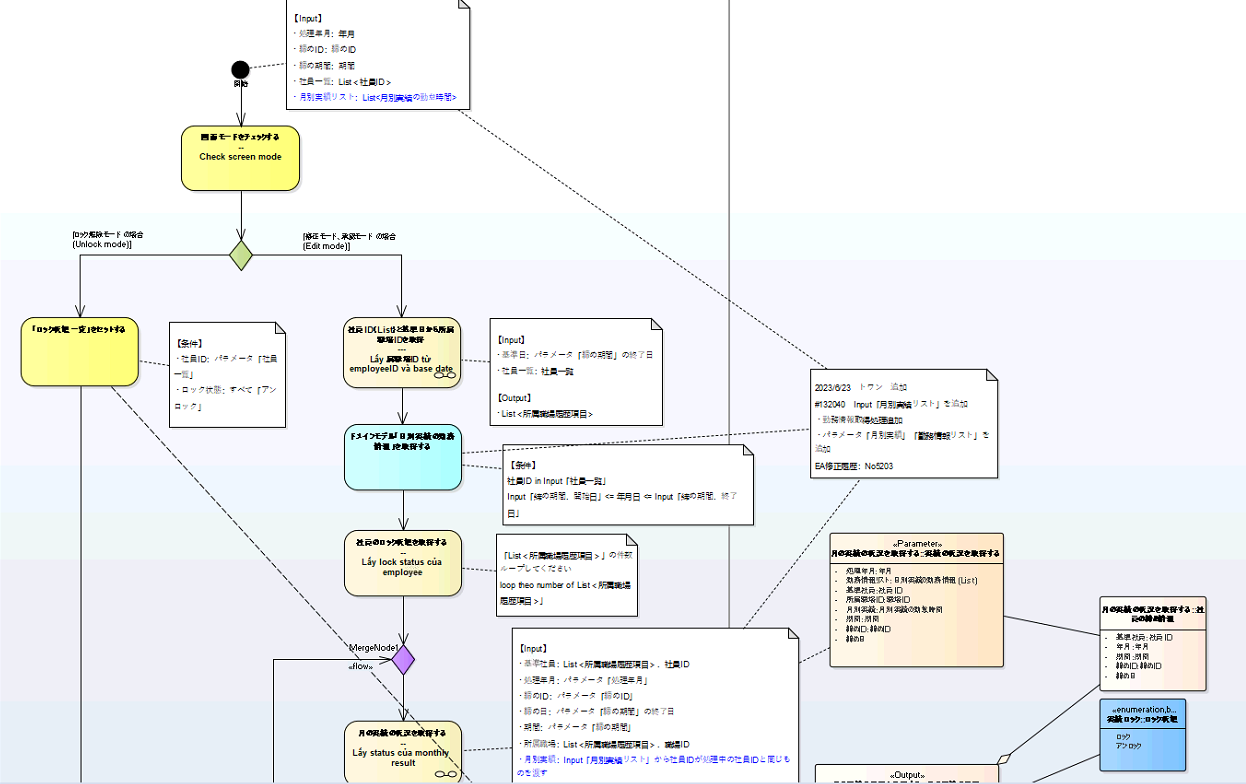 【Input】
・処理年月：年月
・締のID：締のID
・締の期間：期間
・社員一覧：List＜社員ID＞
・月別実績リスト：List<月別実績の勤怠時間>
開始
画面モードをチェックする
--
Check screen mode
[ロック解除モード の場合
(Unlock mode)]
[修正モード、承認モード の場合
(Edit mode)]
「ロック状態一覧」をセットする
【条件】
・社員ID：パラメータ「社員
一覧」
・ロック状態：すべて「アン
ロック」
社員ID(List)と基準日から所属
職場IDを取得
---
Lấy 所属職場ID từ
employeeID và base date
【Input】
・基準日：パラメータ「締の期間」の終了日
・社員一覧：社員一覧
【Output】
・List＜所属職場履歴項目＞
2023/6/23　トゥン　追加
#132040　Input「月別実績リスト」を追加
・勤務情報取得処理追加
・パラメータ「月別実績」「勤務情報リスト」を
追加
EA修正履歴：No5203
ドメインモデル「日別実績の勤務
情報」を取得する
【条件】
社員ID in Input「社員一覧」
Input「締の期間．開始日」<= 年月日 <= Input「締の期間．終了
日」
社員のロック状態を取得する
--
Lấy lock status của
employee
「List＜所属職場履歴項目＞」の件数
ループしてください
loop theo number of List＜所属職場
履歴項目＞」
MergeNode1
«flow»
月の実績の状況を取得する
--
Lấy status của monthly
result
【Input】
・基準社員：List＜所属職場履歴項目＞．社員ID
・処理年月：パラメータ「処理年月」
・締のID：パラメータ「締のID」
・締の日：パラメータ「締の期間」の終了日
・期間：パラメータ「締の期間」
・所属職場：List＜所属職場履歴項目＞．職場ID
・月別実績：Input「月別実績リスト」から社員IDが処理中の社員IDと同じも
のを渡す
«Parameter»
月の実績の状況を取得する::実績の状況を取得する
- 処理年月:年月
- 勤務情報リスト:日別実績の勤務情報 (List)
- 基準社員:社員ID
- 所属職場ID:職場ID
- 月別実績:月別実績の勤怠時間
- 期間:期間
- 締めID:締めID
- 締め日
月の実績の状況を取得する::社
員の締め情報
- 基準社員:社員ID
- 年月:年月
- 期間:期間
- 締めID:締めID
- 締め日
«enumeration,b...
実績ロック::ロック状態
ロック
アンロック
«Output»